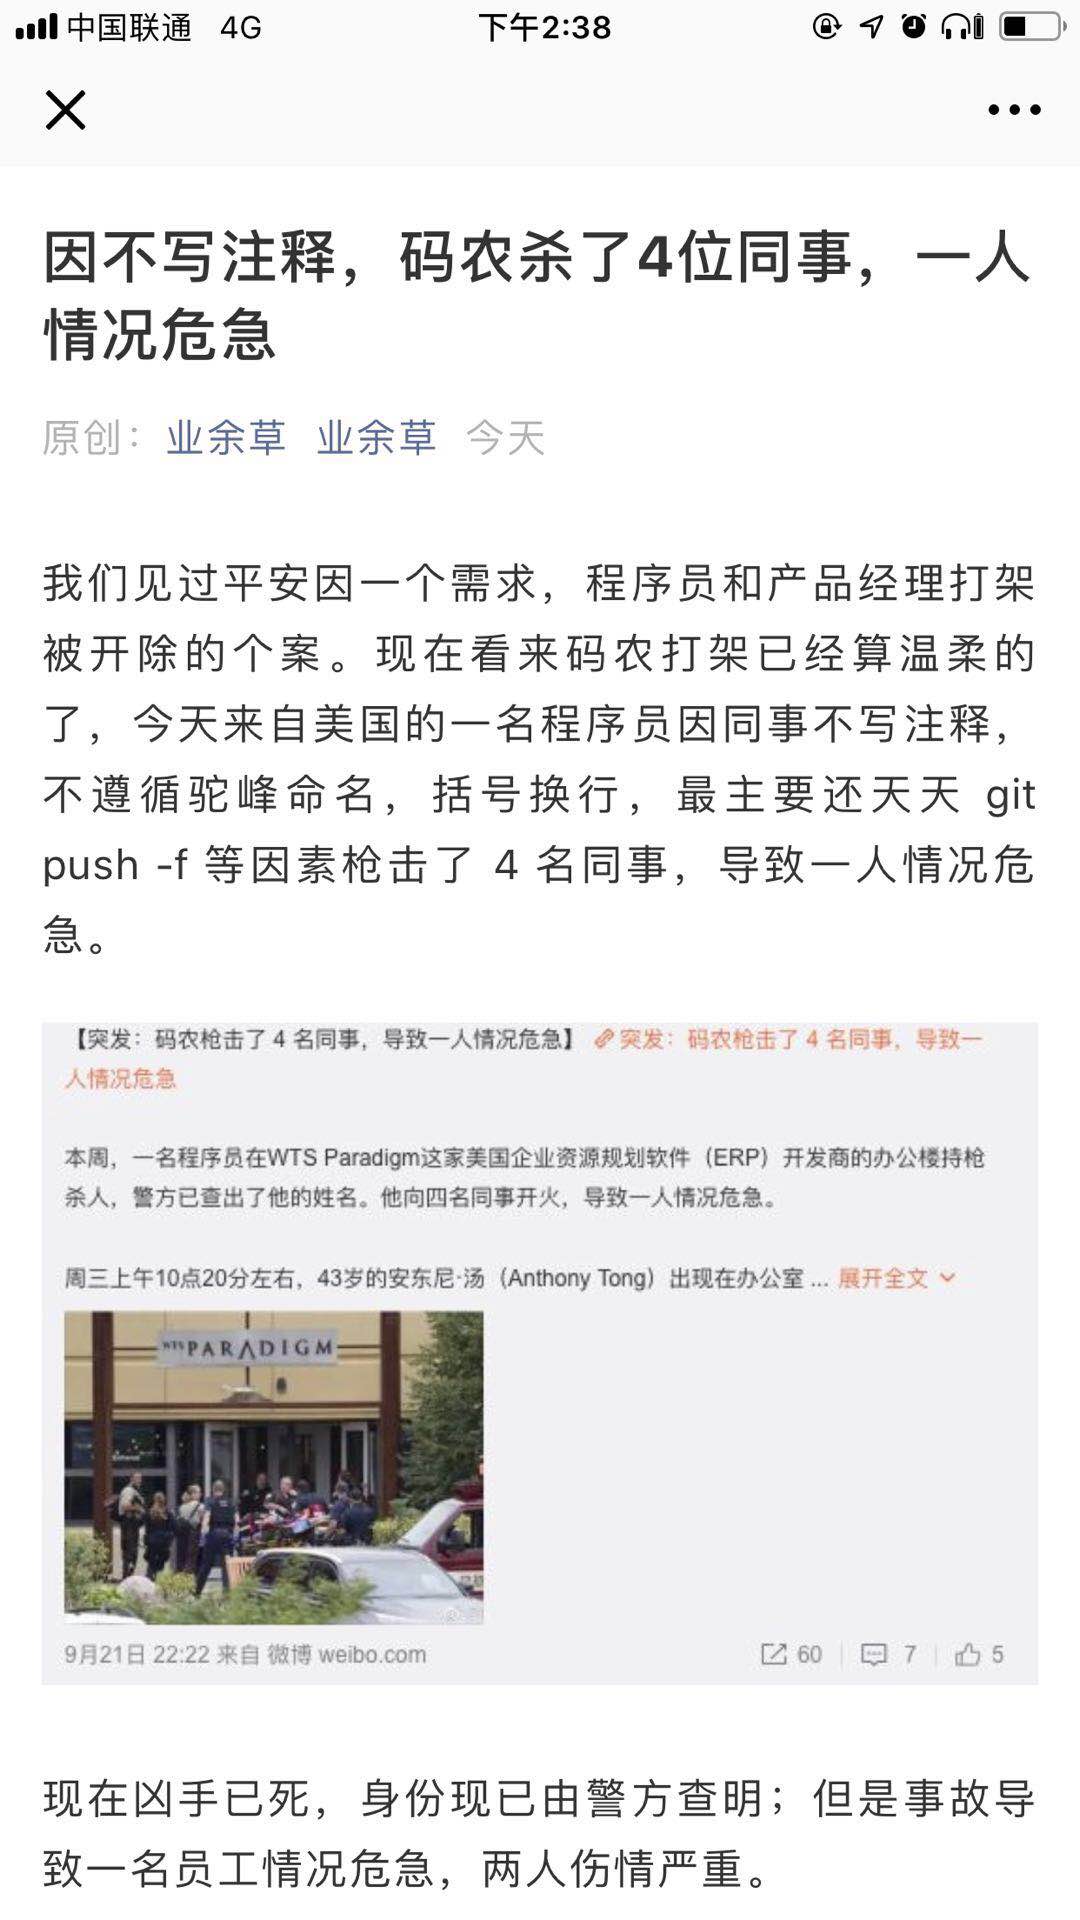 中国联通 4G 下午2:38
因不写注释，码农杀了4位同事，一人
情况危急
原创： 业余草 业余草 今天
我们见过平安因一个需求，程序员和产品经理打架
被开除的个案。现在看来码农打架已经算温柔的
了，今天来自美国的一名程序员因同事不写注释，
不遵循驼峰命名，括号换行，最主要还天天 git
push -f 等因素枪击了 4 名同事，导致一人情况危
急。
【突发：码农枪击了 4 名同事，导致一人情况危急】 突发：码农枪击了 4 名同事，导致一
人情况危急
本周，一名程序员在WTS Paradigm这家美国企业资源规划软件（ERP）开发商的办公楼持枪
杀人，警方已查出了他的姓名。他向四名同事开火，导致一人情况危急。
周三上午10点20分左右，43岁的安东尼·汤（Anthony Tong）出现在办公室 ... 展开全文
WTS PARADIGM
9月21日 22:22 来自 微博 weibo.com 60 7 5
现在凶手已死，身份现已由警方查明；但是事故导
致一名员工情况危急，两人伤情严重。